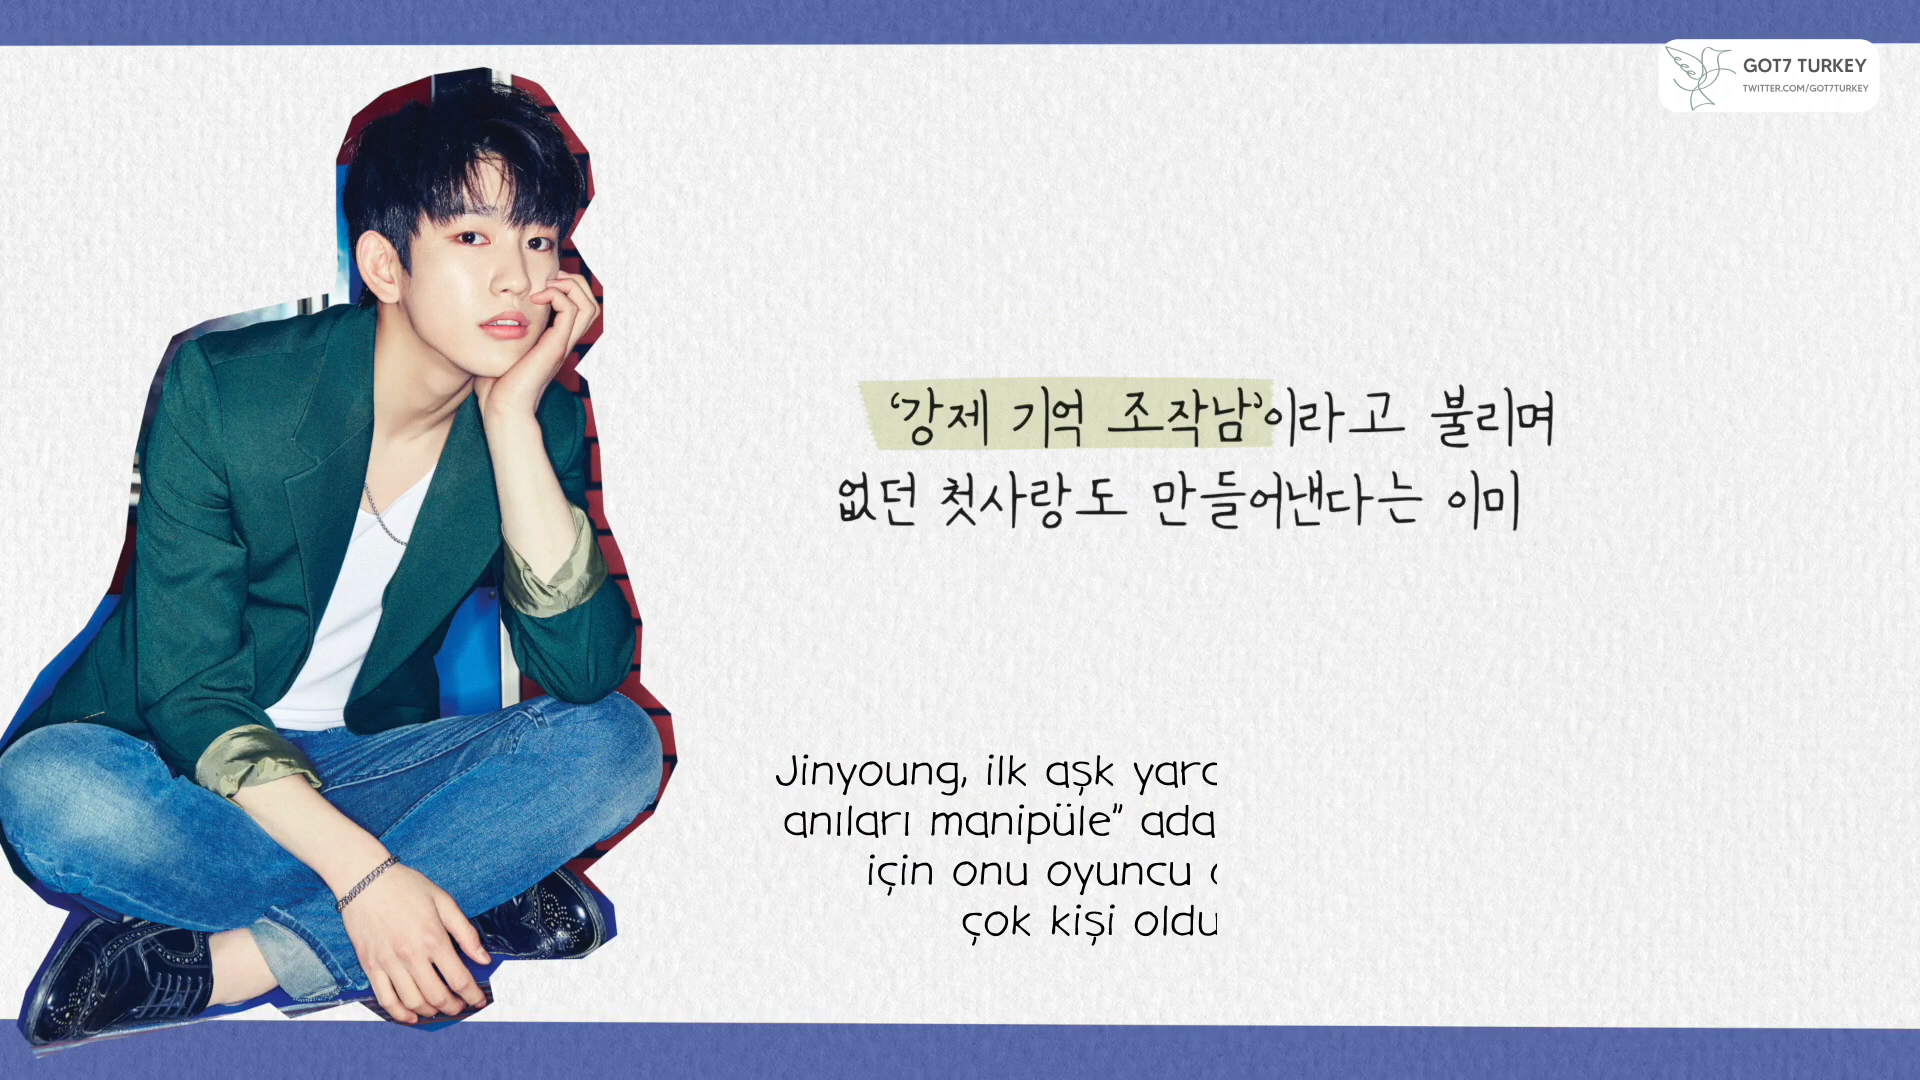 GOT7 TURKEY
TWITTER.COM/GOT7TURKEY
‘강제 기억 조작남’이라고 불리며
없던 첫사랑도 만들어낸다는 이미
Jinyoung, ilk aşk
anıları manipüle”
için onu oyuncu
çok kişi